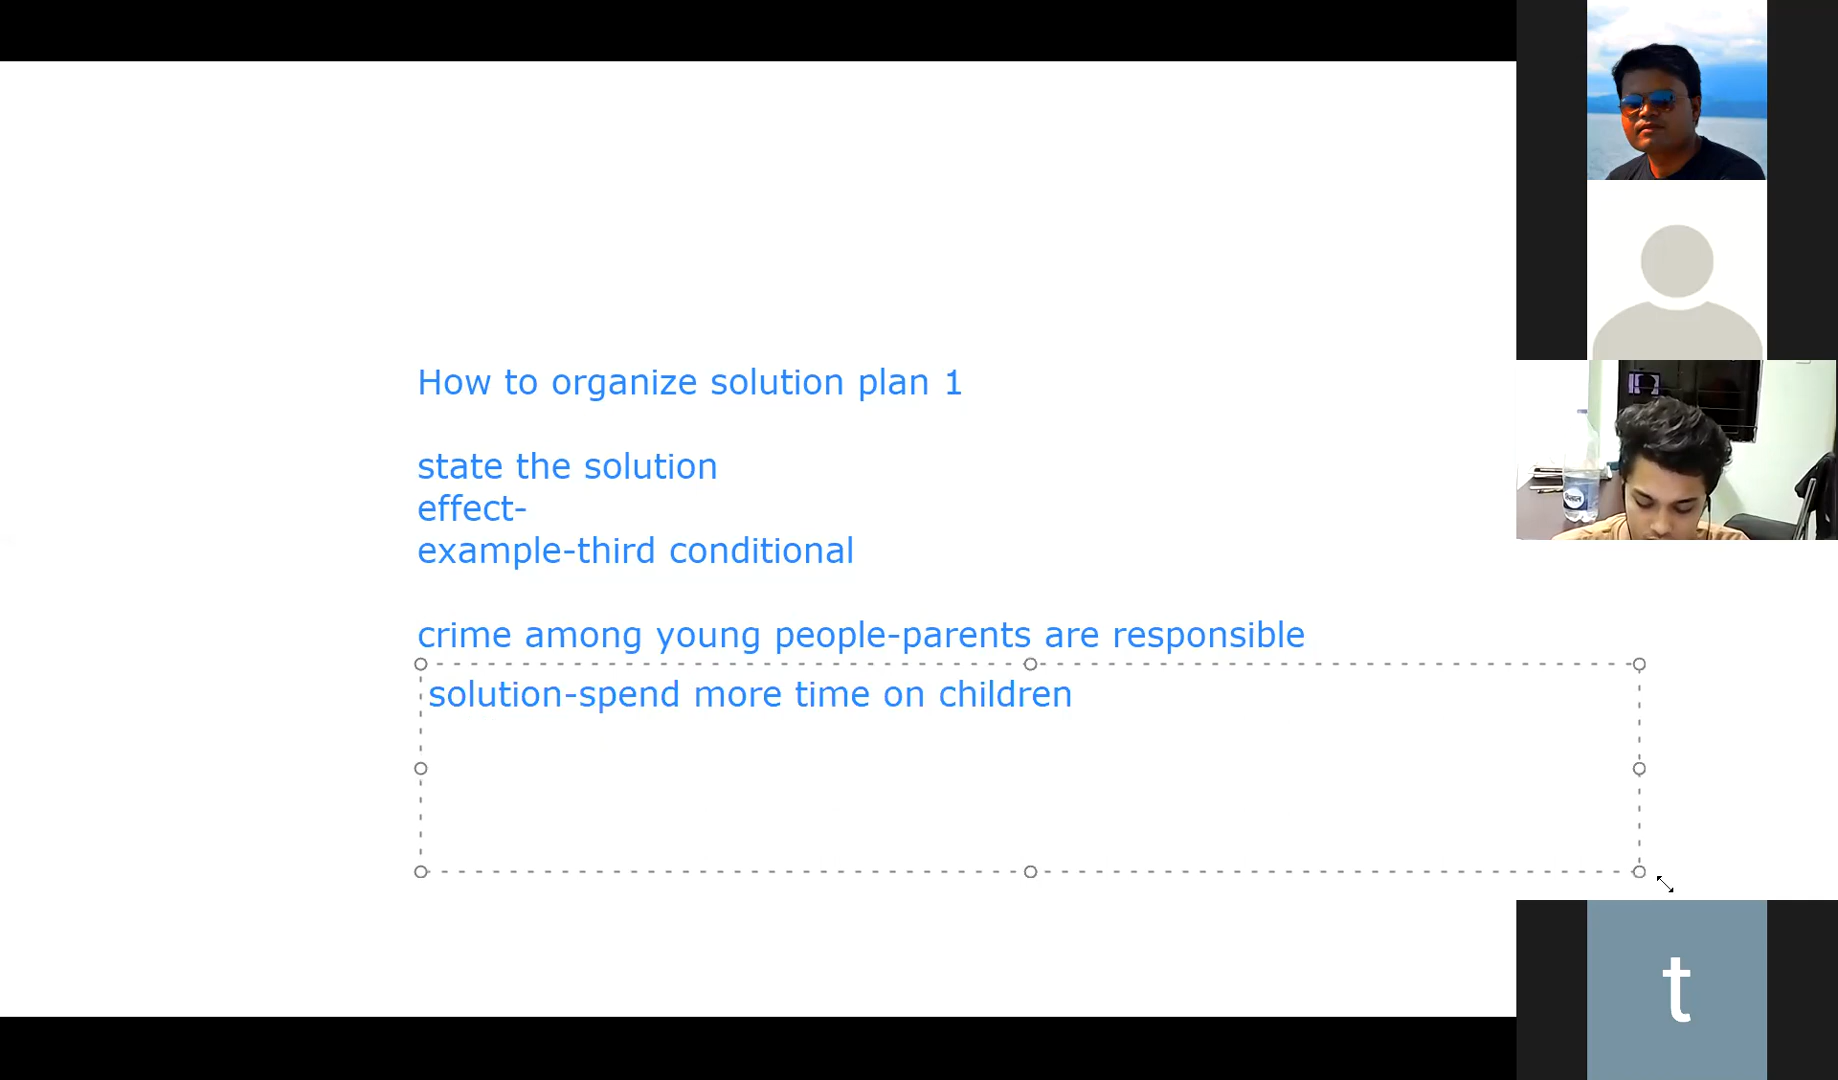 How to organize solution plan 1
state the solution
effect-
example-third conditional
crime among young people-parents are responsible
solution-spend more time on children
t